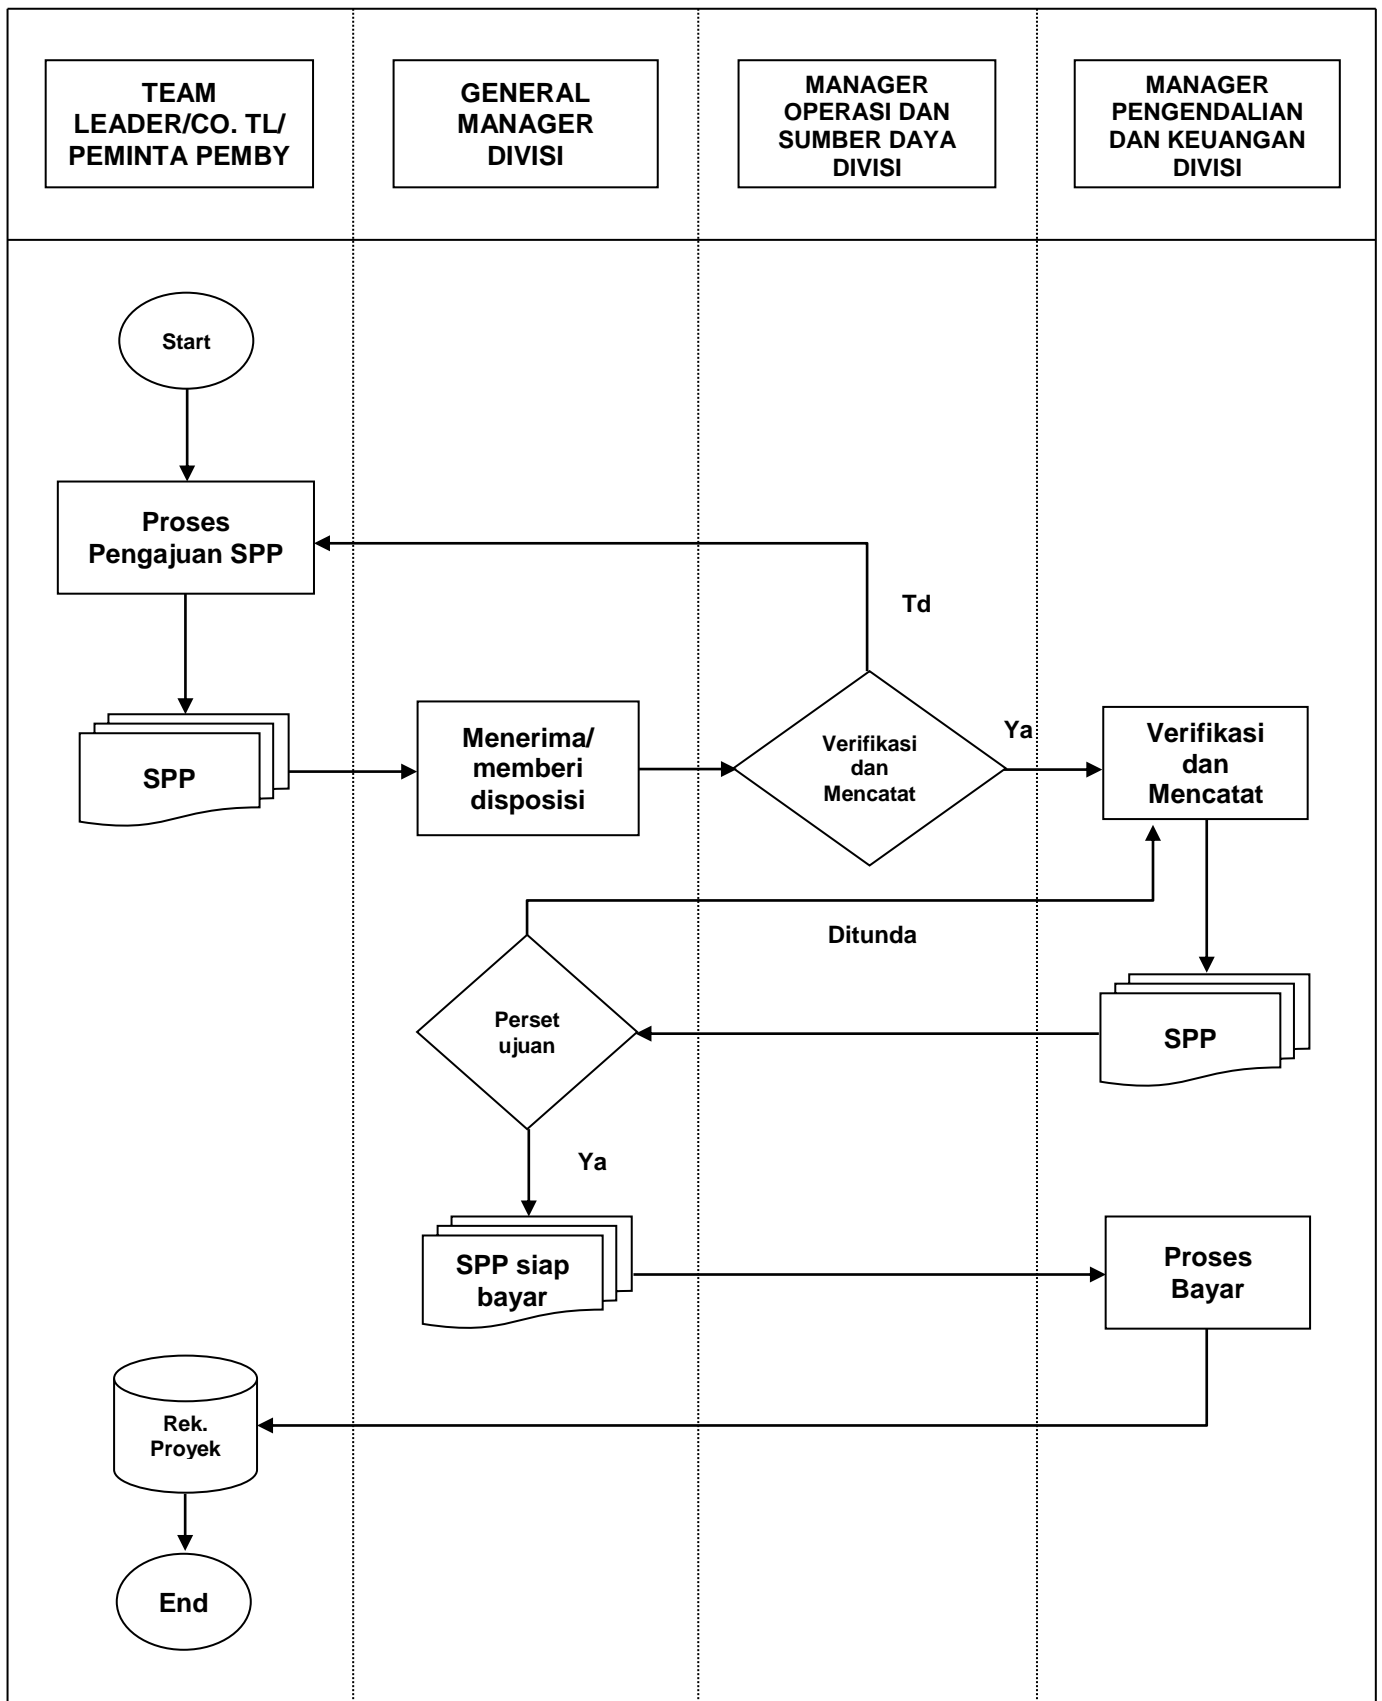 TEAM
LEADER/CO. TL/
PEMINTA PEMBY
GENERAL
MANAGER
DIVISI
MANAGER
OPERASI DAN
SUMBER DAYA
DIVISI
MANAGER
PENGENDALIAN
DAN KEUANGAN
DIVISI
Start
Proses
Pengajuan SPP
Td
SPP
Menerima/
memberi
disposisi
Verifikasi
dan
Mencatat
Ya
Verifikasi
dan
Mencatat
Ditunda
Perset
ujuan
SPP
Ya
SPP siap
bayar
Proses
Bayar
Rek.
Proyek
End